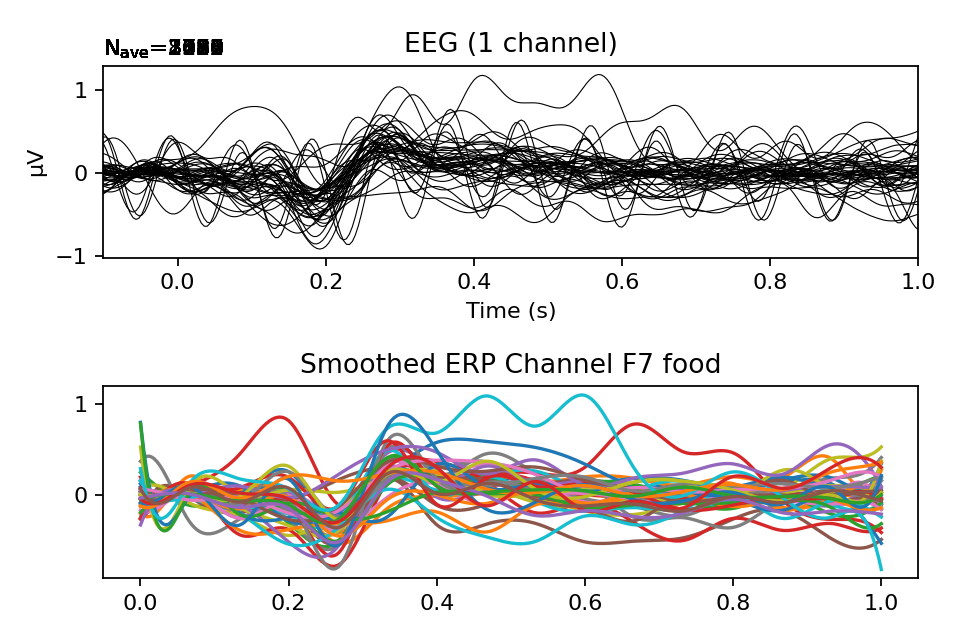 N_ave=
EEG (1 channel)
1
0
−1
µV
0.0 0.2 0.4 0.6 0.8 1.0
Time (s)
Smoothed ERP Channel F7 food
1
0
0.0 0.2 0.4 0.6 0.8 1.0